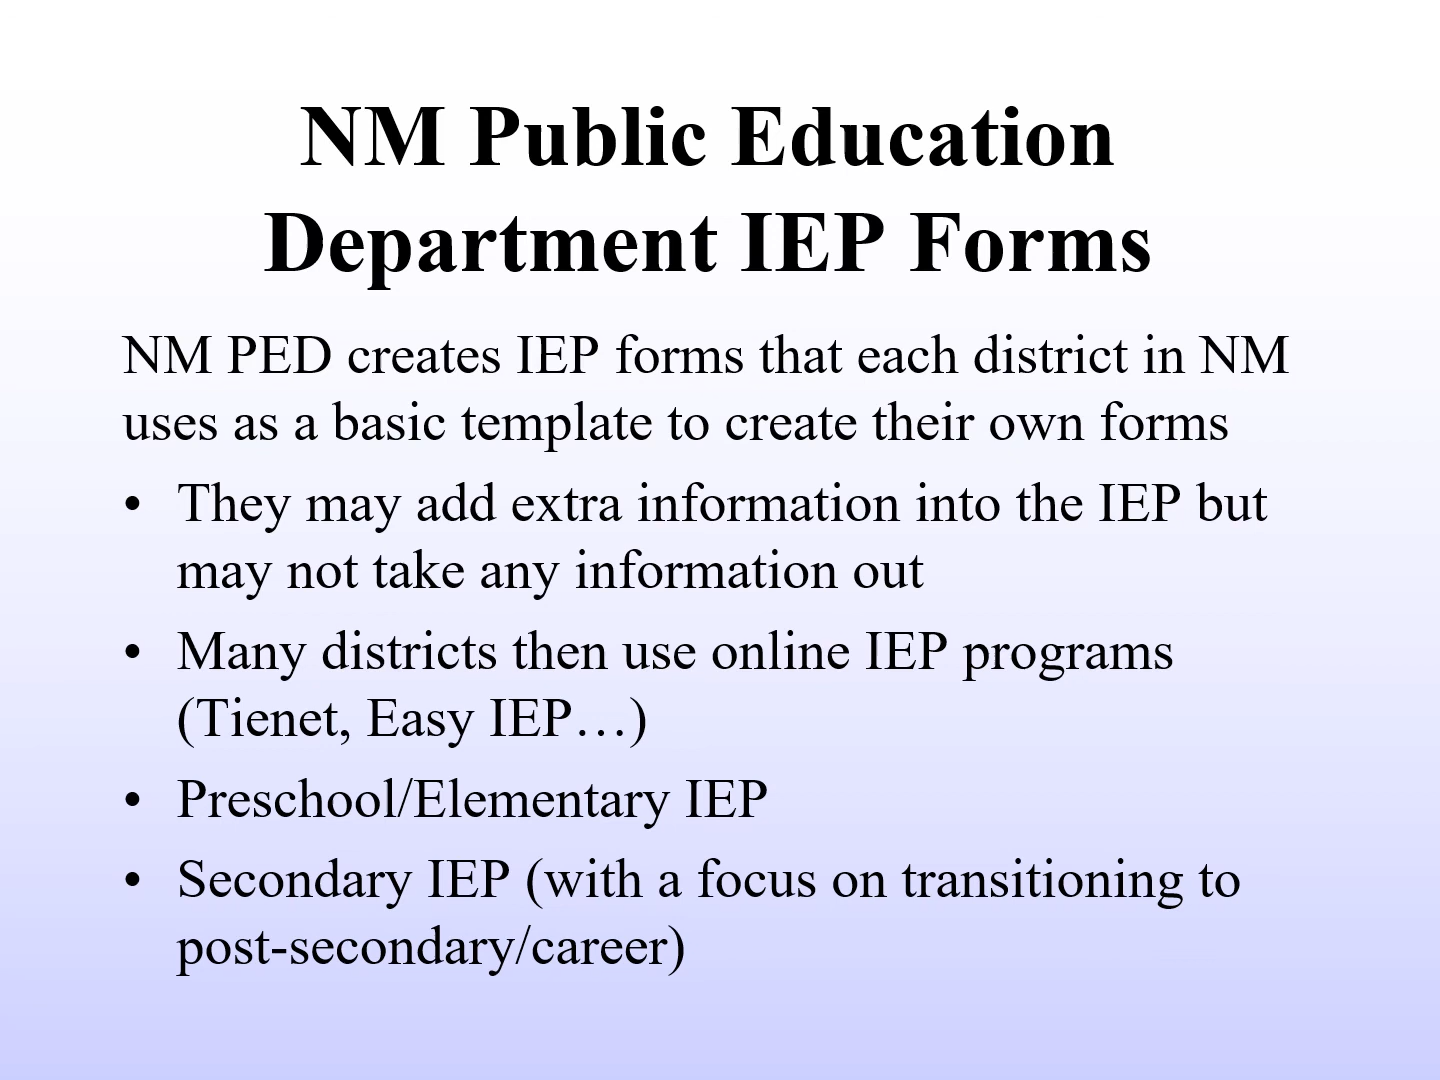 NM Public Education
Department IEP Forms
NM PED creates IEP forms that each district in NM
uses as a basic template to create their own forms
• They may add extra information into the IEP but
may not take any information out
• Many districts then use online IEP programs
(Tienet, Easy IEP…)
• Preschool/Elementary IEP
• Secondary IEP (with a focus on transitioning to
post-secondary/career)